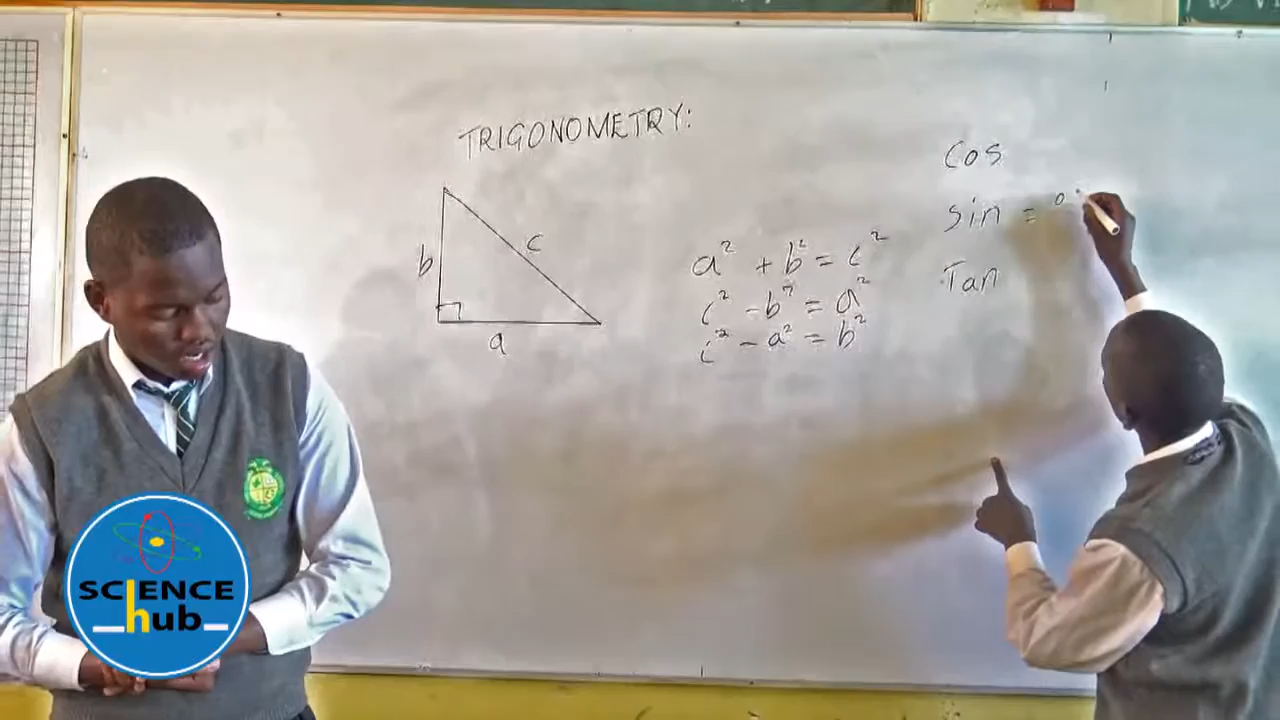 TRIGONOMETRY:
b
c
a
a² + b² = c²
c² - b² = a²
c² - a² = b²
Cos
sin = o
Tan
SCIENCE
hub